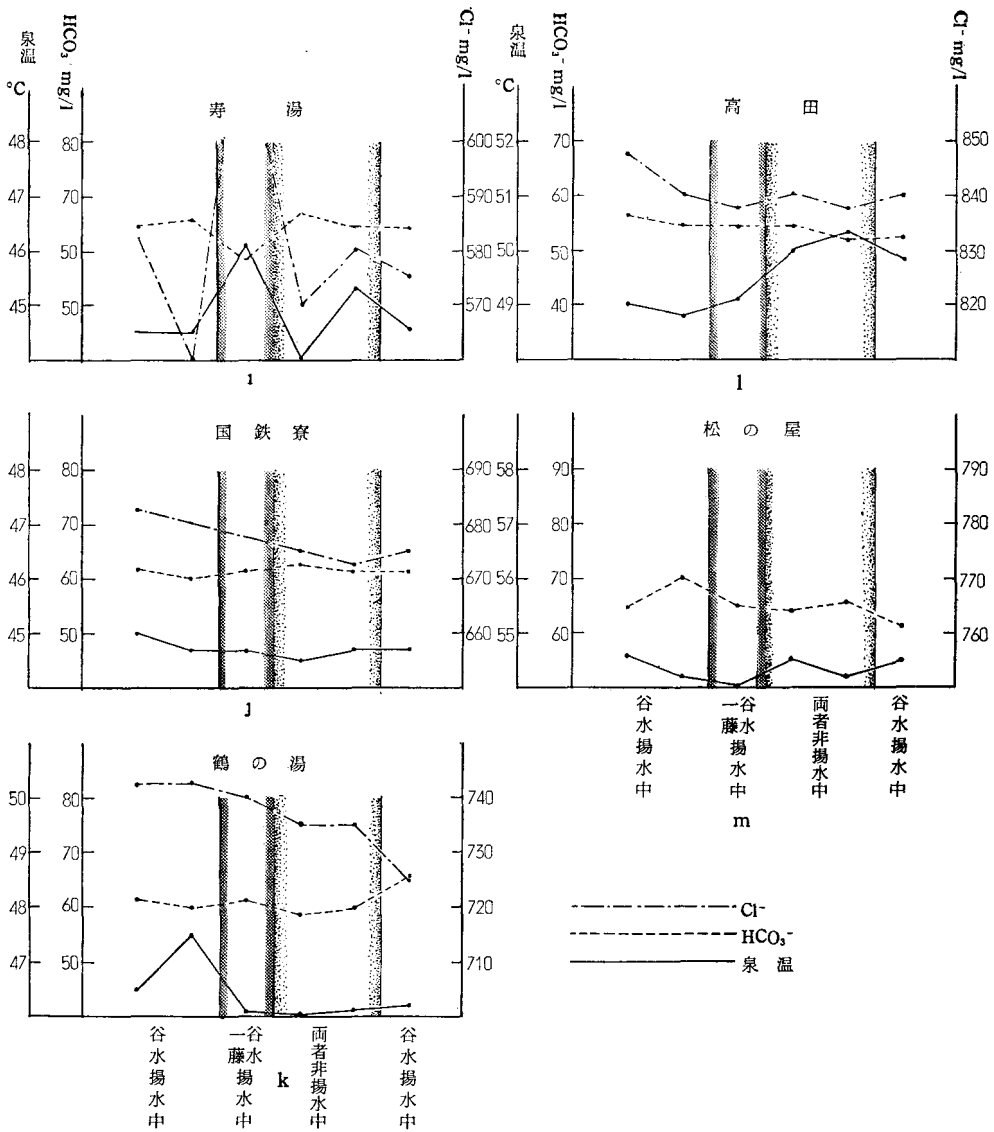 泉温 °C
HCO₃⁻ mg/l
Cl⁻ mg/l
寿湯
48 80 600
47 70 590
46 60 580
45 50 570
i
泉温 °C
HCO₃⁻ mg/l
Cl⁻ mg/l
高田
52 70 850
51 60 840
50 50 830
49 40 820
l
国鉄寮
48 80 690
47 70 680
46 60 670
45 50 660
j
松の屋
58 90 790
57 80 780
56 70 770
55 60 760
谷水揚水中
一藤谷水揚水中
両者非揚水中
谷水揚水中
m
鶴の湯
50 80 740
49 70 730
48 60 720
47 50 710
谷水揚水中
一藤谷水揚水中
両者非揚水中
谷水揚水中
k
Cl⁻
HCO₃⁻
泉温